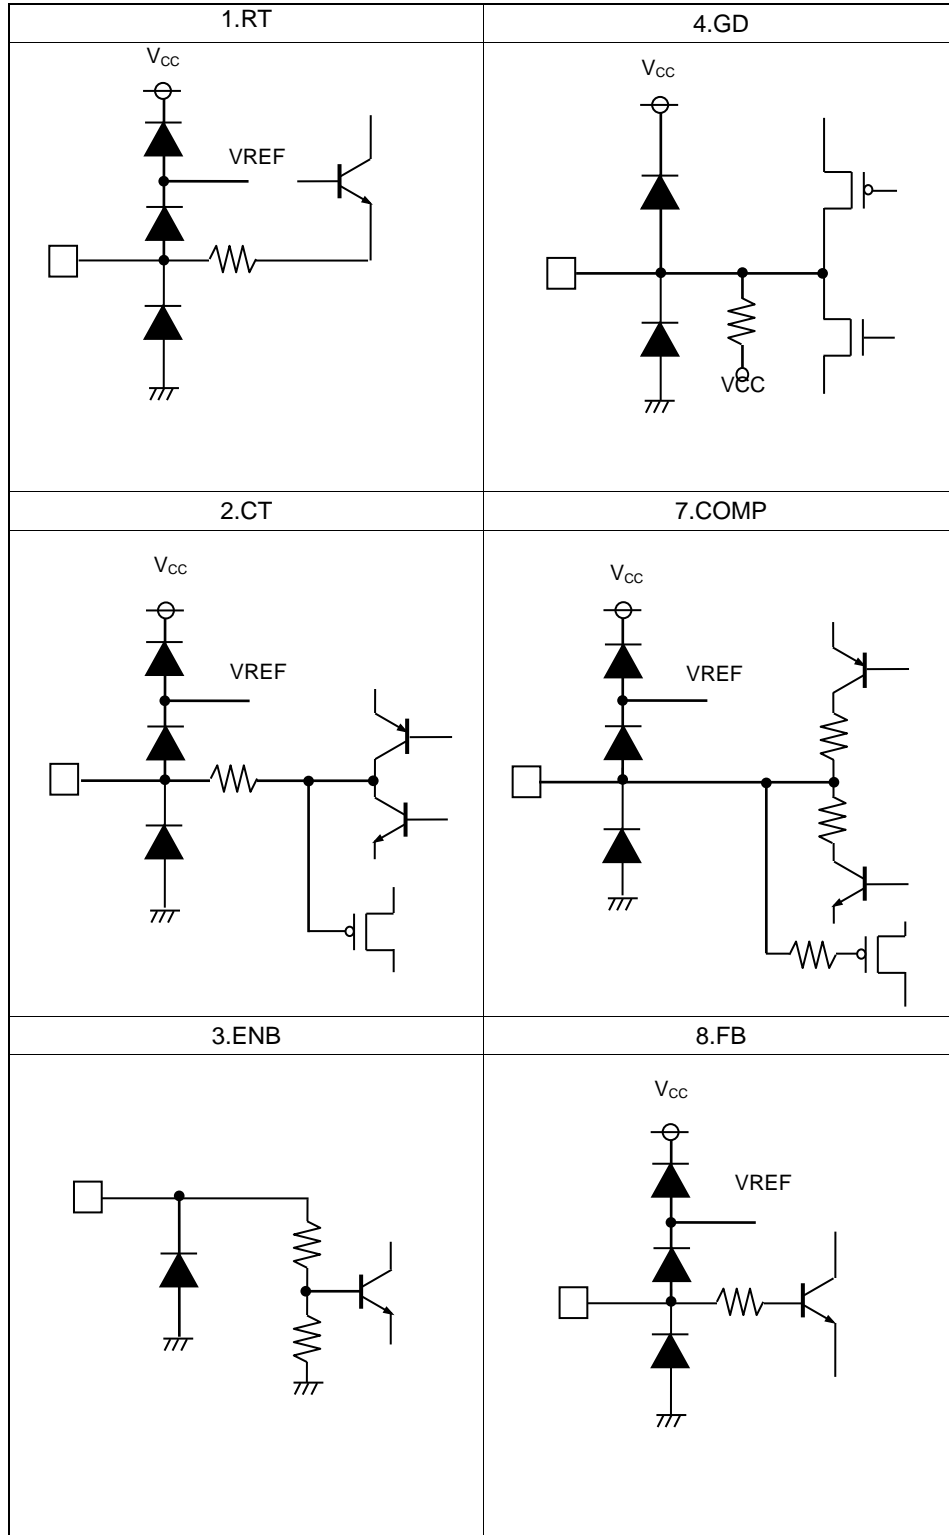 1.RT
4.GD
VCC
VREF
VCC
VCC
2.CT
7.COMP
VCC
VREF
VCC
VREF
3.ENB
8.FB
VCC
VREF